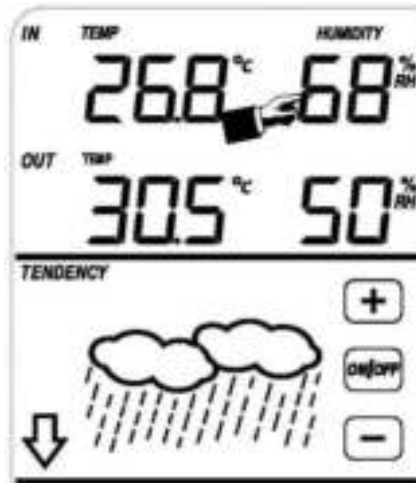 IN TEMP HUMIDITY
26.8 °C 68 % RH
OUT TEMP
30.5 °C 50 % RH
TENDENCY
+
ON/OFF
−